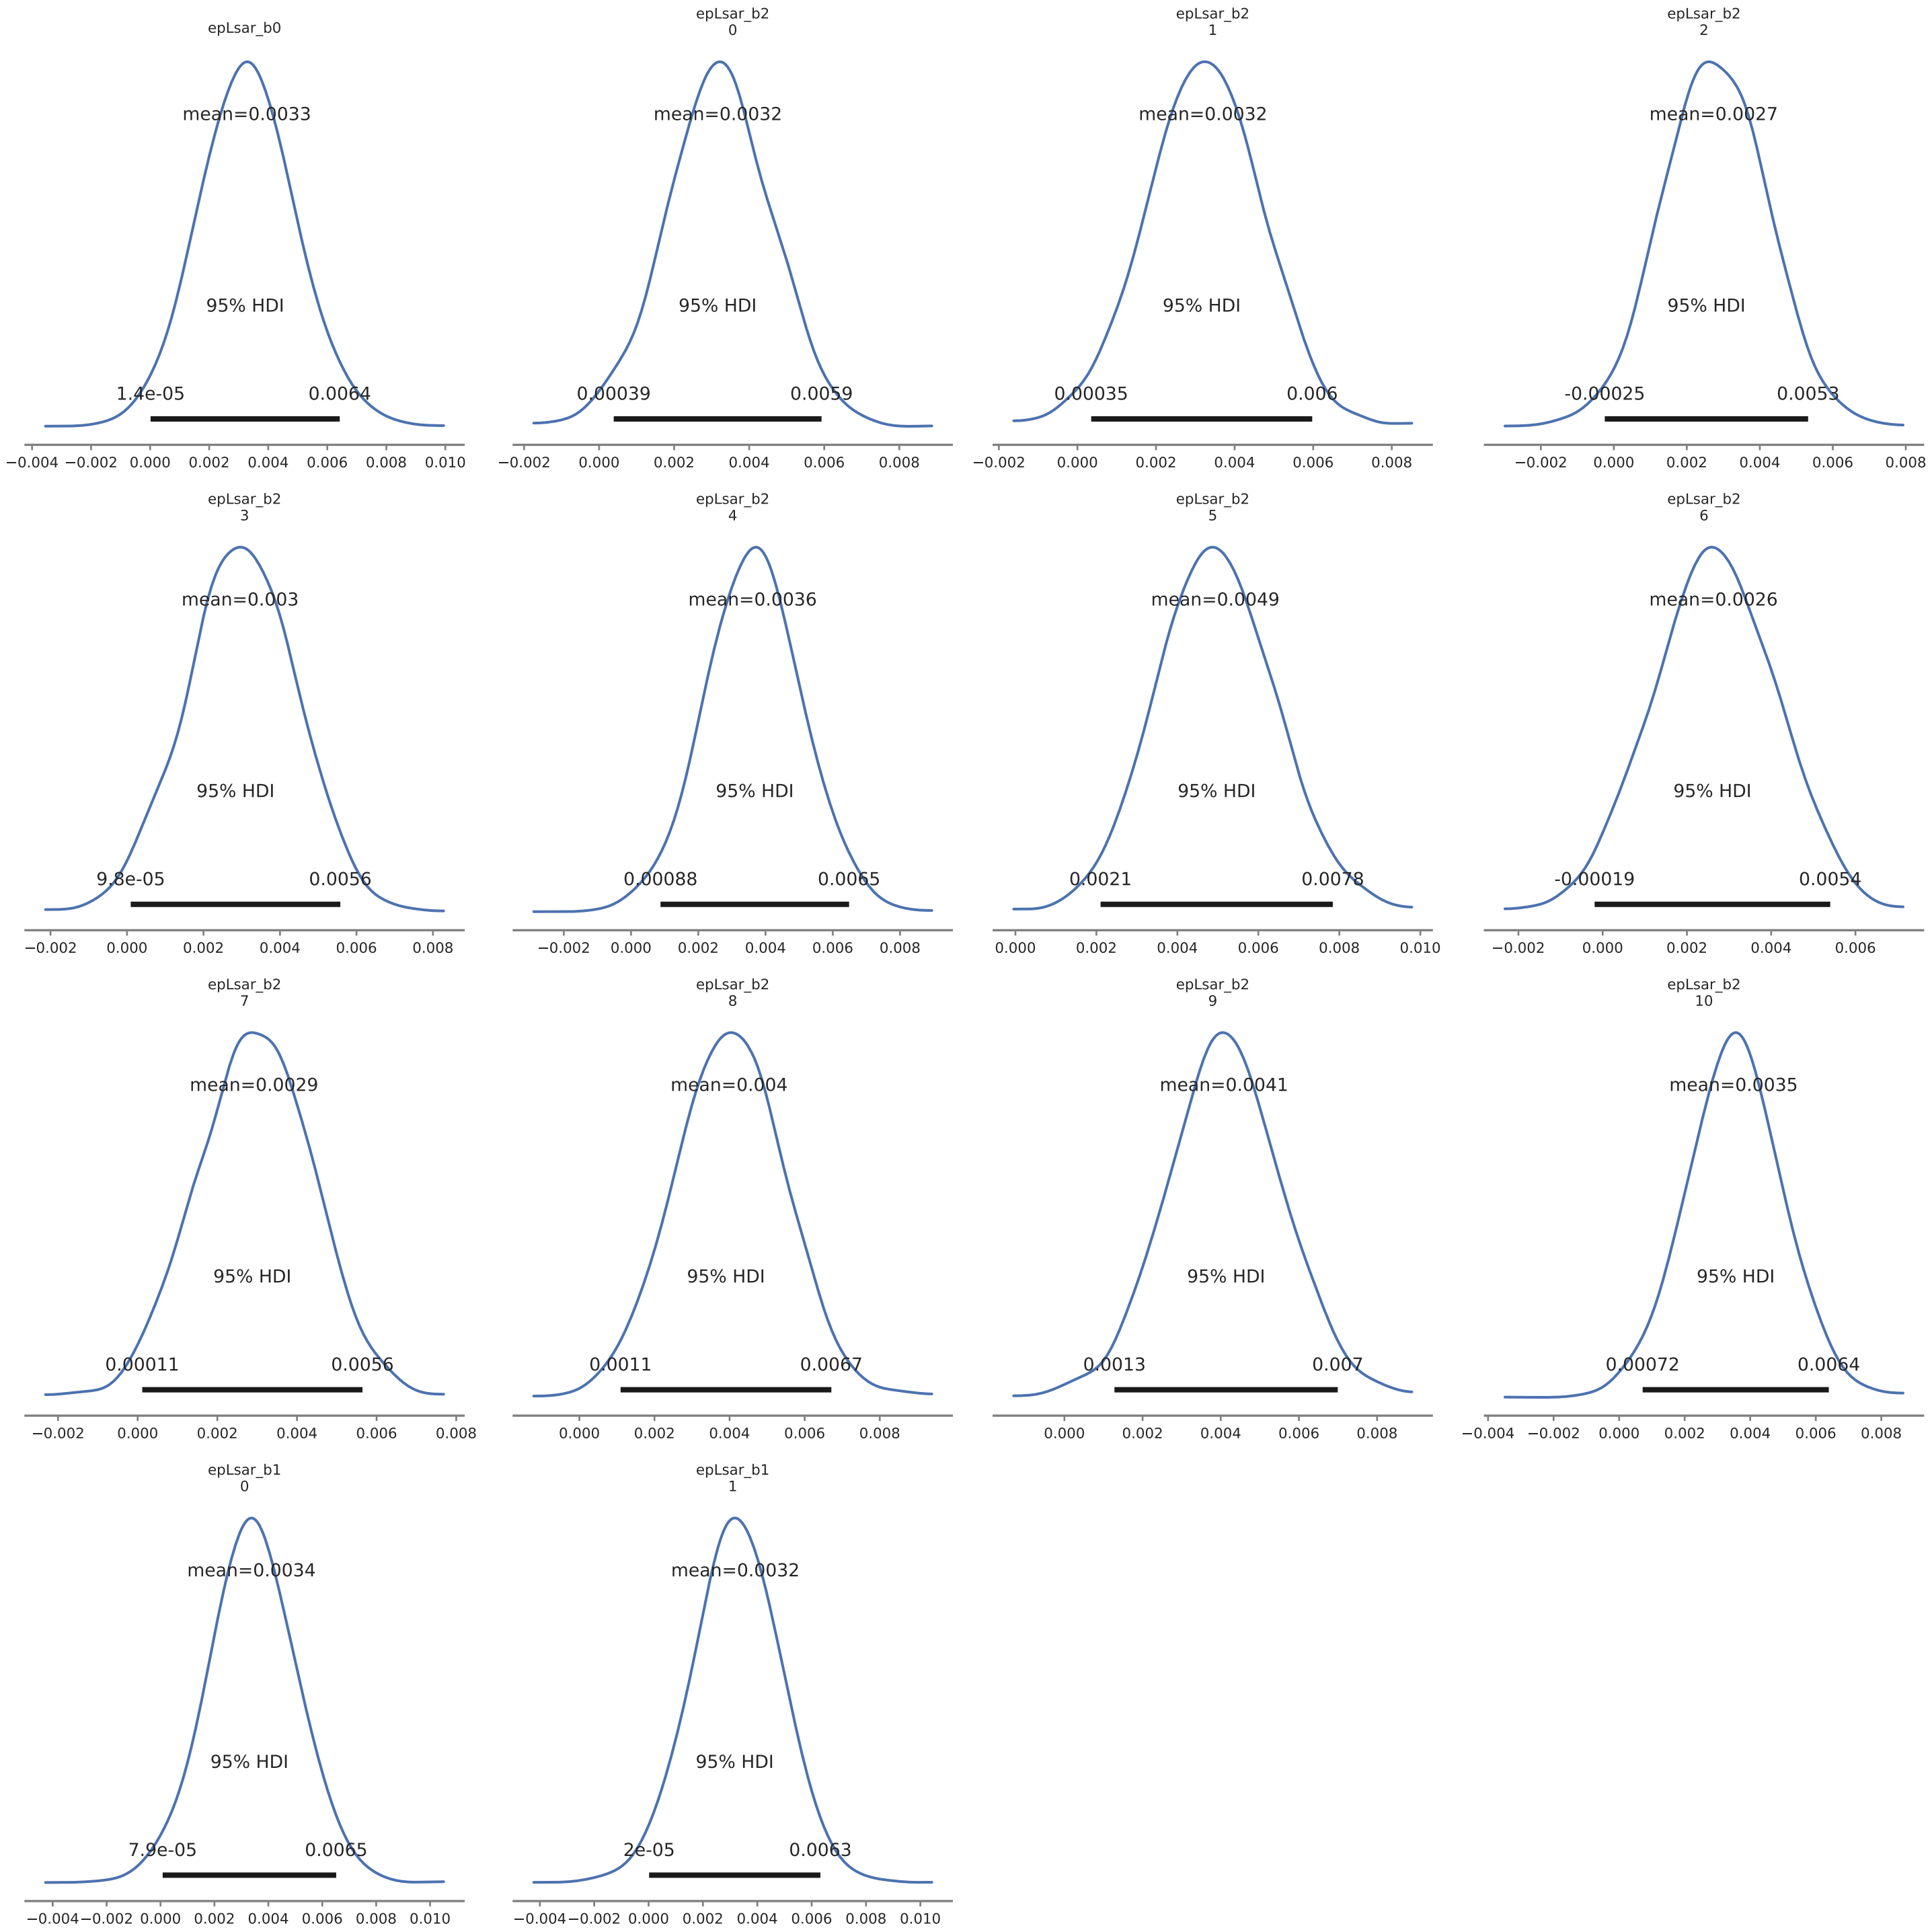 epLsar_b0
mean=0.0033
95% HDI
1.4e-05 0.0064
−0.004 −0.002 0.000 0.002 0.004 0.006 0.008 0.010
epLsar_b2
0
mean=0.0032
95% HDI
0.00039 0.0059
−0.002 0.000 0.002 0.004 0.006 0.008
epLsar_b2
1
mean=0.0032
95% HDI
0.00035 0.006
−0.002 0.000 0.002 0.004 0.006 0.008
epLsar_b2
2
mean=0.0027
95% HDI
-0.00025 0.0053
−0.002 0.000 0.002 0.004 0.006 0.008
epLsar_b2
3
mean=0.003
95% HDI
9.8e-05 0.0056
−0.002 0.000 0.002 0.004 0.006 0.008
epLsar_b2
4
mean=0.0036
95% HDI
0.00088 0.0065
−0.002 0.000 0.002 0.004 0.006 0.008
epLsar_b2
5
mean=0.0049
95% HDI
0.0021 0.0078
0.000 0.002 0.004 0.006 0.008 0.010
epLsar_b2
6
mean=0.0026
95% HDI
-0.00019 0.0054
−0.002 0.000 0.002 0.004 0.006
epLsar_b2
7
mean=0.0029
95% HDI
0.00011 0.0056
−0.002 0.000 0.002 0.004 0.006 0.008
epLsar_b2
8
mean=0.004
95% HDI
0.0011 0.0067
0.000 0.002 0.004 0.006 0.008
epLsar_b2
9
mean=0.0041
95% HDI
0.0013 0.007
0.000 0.002 0.004 0.006 0.008
epLsar_b2
10
mean=0.0035
95% HDI
0.00072 0.0064
−0.004 −0.002 0.000 0.002 0.004 0.006 0.008
epLsar_b1
0
mean=0.0034
95% HDI
7.9e-05 0.0065
−0.004 −0.002 0.000 0.002 0.004 0.006 0.008 0.010
epLsar_b1
1
mean=0.0032
95% HDI
2e-05 0.0063
−0.004 −0.002 0.000 0.002 0.004 0.006 0.008 0.010